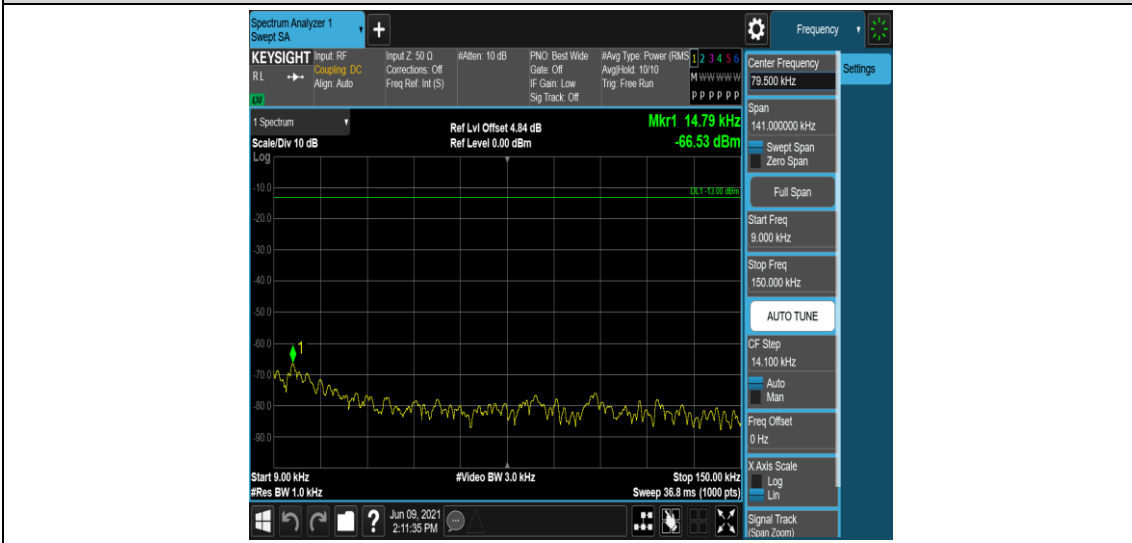 Spectrum Analyzer 1
Swept SA
+
Frequency
KEYSIGHT
RL
LXI
Input: RF
Coupling: DC
Align: Auto
Input Z: 50 Ω
Corrections: Off
Freq Ref: Int (S)
#Atten: 10 dB
PNO: Best Wide
Gate: Off
IF Gain: Low
Sig Track: Off
#Avg Type: Power (RMS
Avg|Hold: 10/10
Trig: Free Run
1 2 3 4 5 6
M W W W W W
P P P P P P
1 Spectrum
Scale/Div 10 dB
Log
Ref Lvl Offset 4.84 dB
Ref Level 0.00 dBm
Mkr1 14.79 kHz
-66.53 dBm
DL1 -13.00 dBm
-10.0
-20.0
-30.0
-40.0
-50.0
-60.0
-70.0
-80.0
-90.0
1
Start 9.00 kHz
#Res BW 1.0 kHz
#Video BW 3.0 kHz
Stop 150.00 kHz
Sweep 36.8 ms (1000 pts)
?
Jun 09, 2021
2:11:35 PM
Center Frequency
79.500 kHz
Settings
Span
141.000000 kHz
Swept Span
Zero Span
Full Span
Start Freq
9.000 kHz
Stop Freq
150.000 kHz
AUTO TUNE
CF Step
14.100 kHz
Auto
Man
Freq Offset
0 Hz
X Axis Scale
Log
Lin
Signal Track
(Span Zoom)